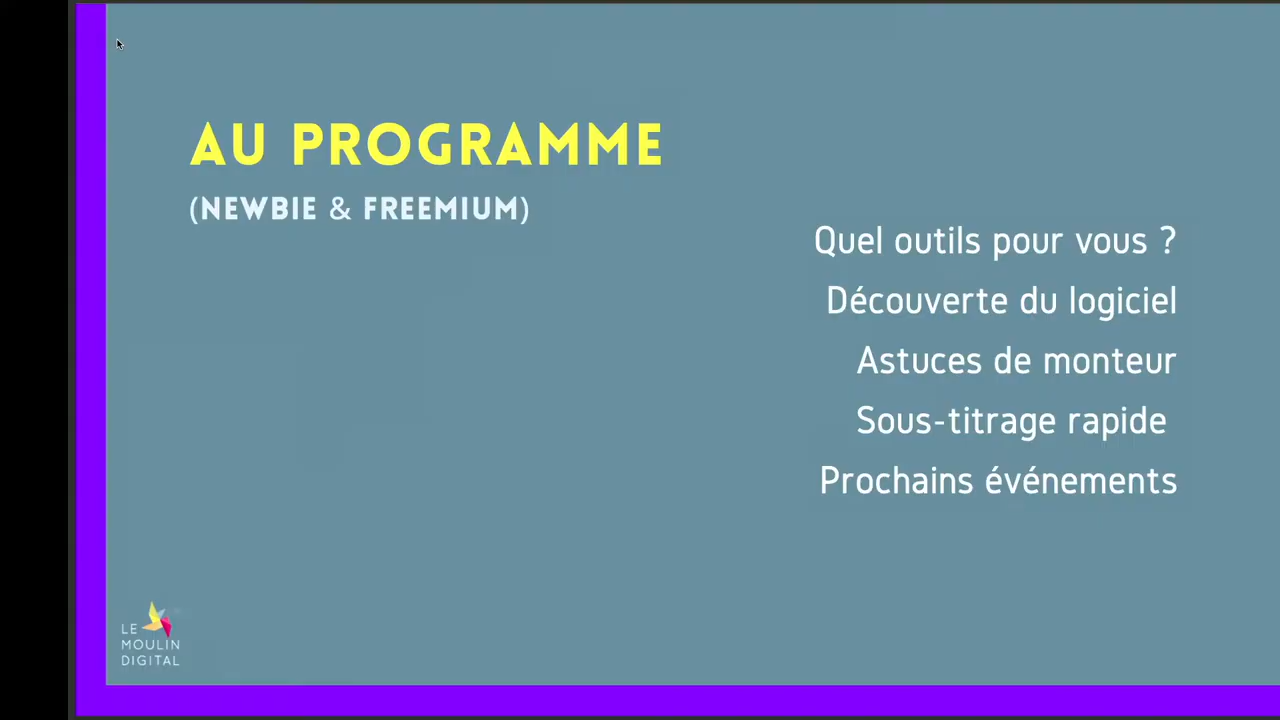 AU PROGRAMME
(NEWBIE & FREEMIUM)
Quel outils pour vous ?
Découverte du logiciel
Astuces de monteur
Sous-titrage rapide
Prochains événements
LE
MOULIN
DIGITAL